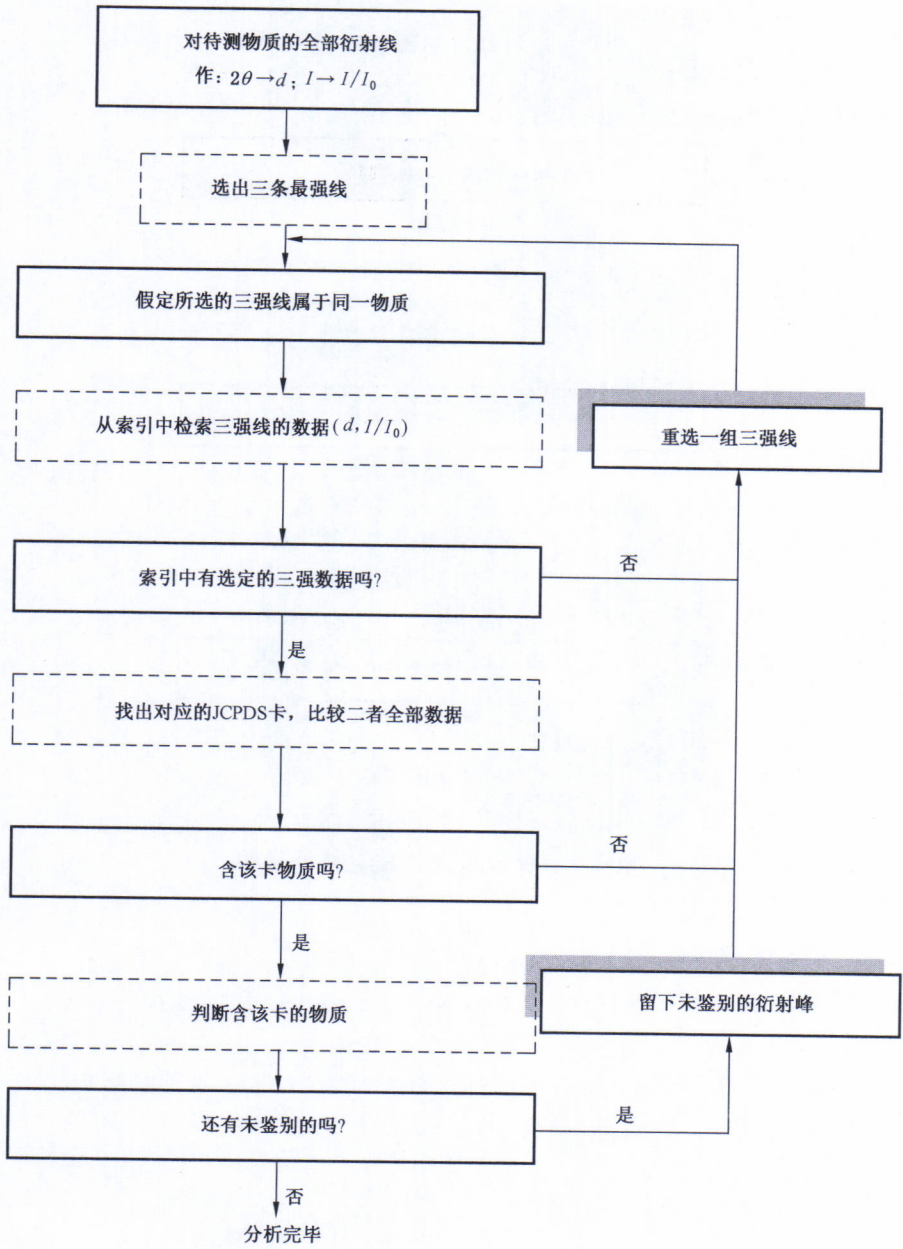 对待测物质的全部衍射线
作：2θ→d；I→I/I₀
选出三条最强线
假定所选的三强线属于同一物质
从索引中检索三强线的数据(d,I/I₀)
重选一组三强线
索引中有选定的三强数据吗?
否
是
找出对应的JCPDS卡，比较二者全部数据
含该卡物质吗?
否
是
判断含该卡的物质
留下未鉴别的衍射峰
还有未鉴别的吗?
是
否
分析完毕